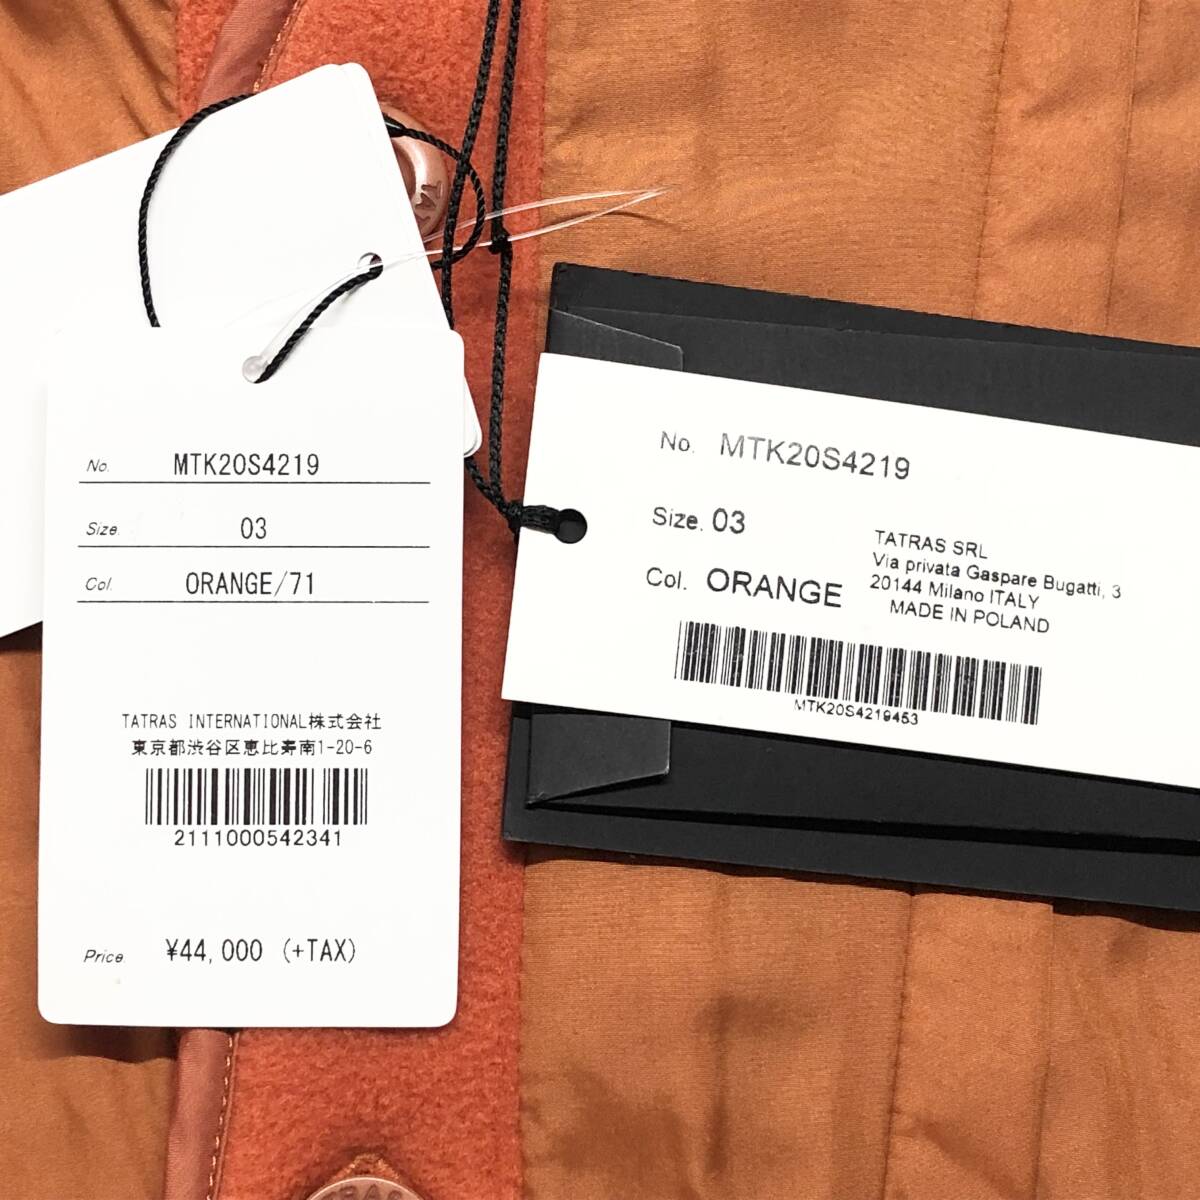 No. MTK20S4219
Size. 03
Col. ORANGE/71
TATRAS INTERNATIONAL株式会社
東京都渋谷区恵比寿南1-20-6
2111000542341
Price. ¥44,000 (+TAX)
No. MTK20S4219
Size. 03
Col. ORANGE
TATRAS SRL
Via privata Gaspare Bugatti, 3
20144 Milano ITALY
MADE IN POLAND
MTK20S4219453